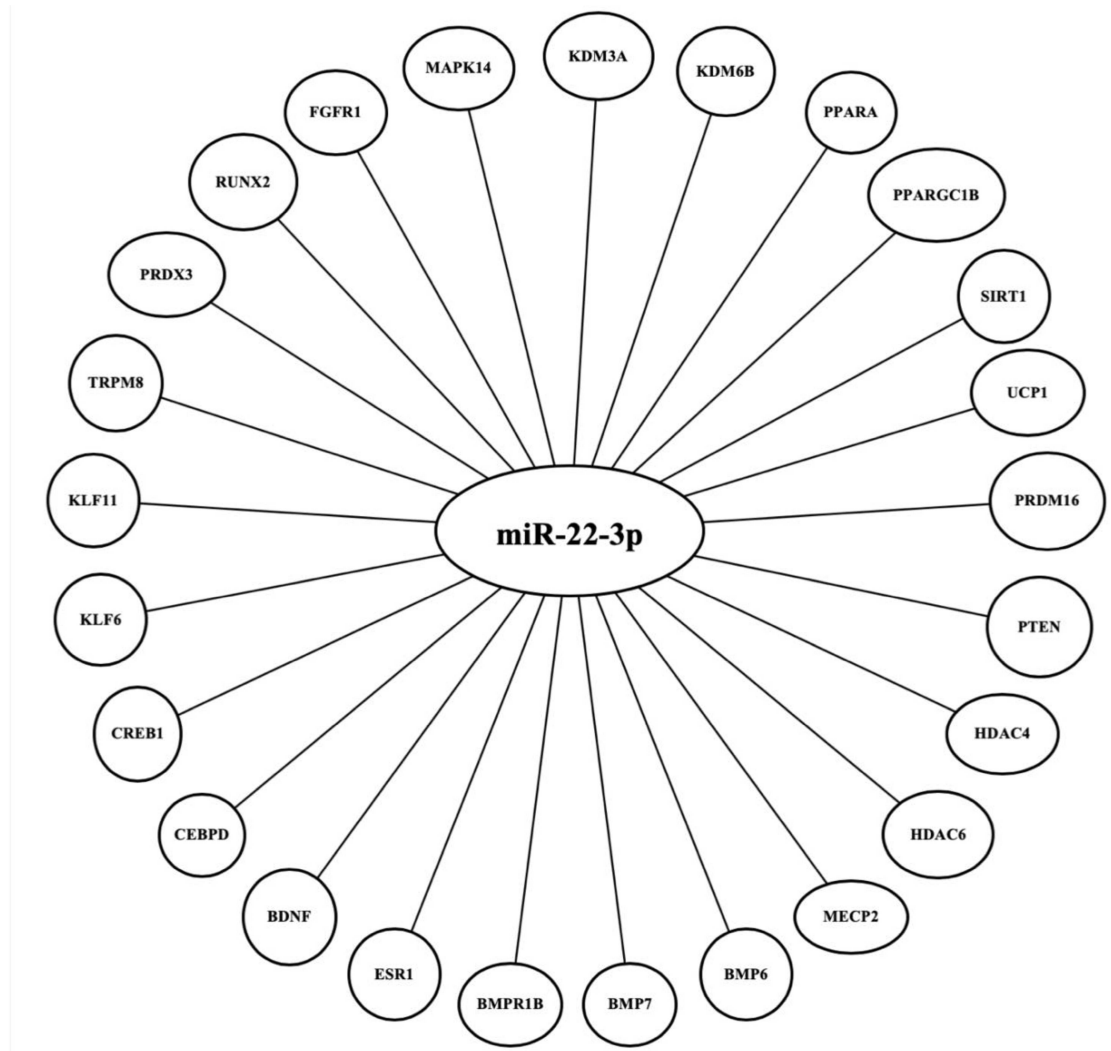 KDM3A
KDM6B
PPARA
PPARGC1B
SIRT1
UCP1
PRDM16
PTEN
HDAC4
HDAC6
MECP2
BMP6
BMP7
BMPR1B
ESR1
BDNF
CEBPD
CREB1
KLF6
KLF11
TRPM8
PRDX3
RUNX2
FGFR1
MAPK14
miR-22-3p